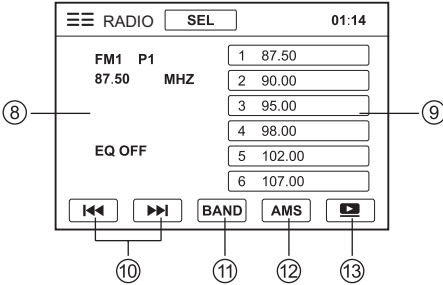 RADIO SEL 01:14
FM1 P1
87.50 MHZ
EQ OFF
1 87.50
2 90.00
3 95.00
4 98.00
5 102.00
6 107.00
BAND AMS
8
9
10 11 12 13